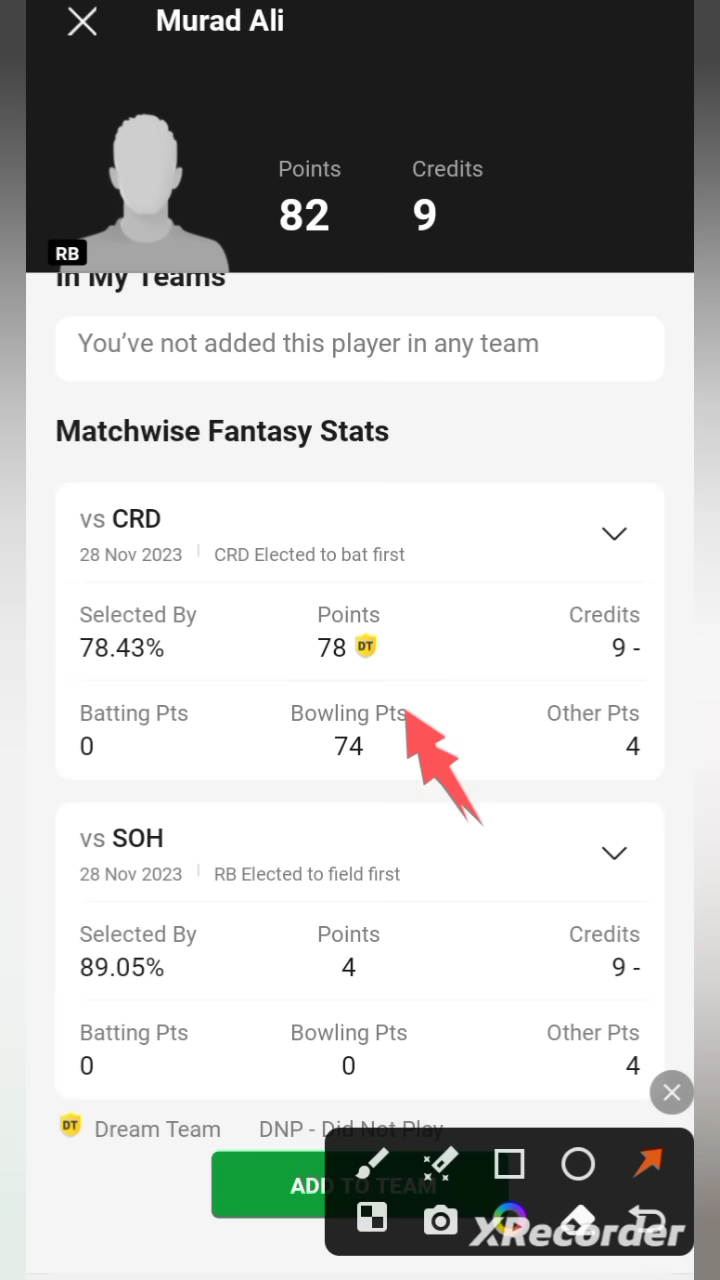 Murad Ali
Points Credits
82 9
RB
In My Teams
You’ve not added this player in any team
Matchwise Fantasy Stats
vs CRD
28 Nov 2023 CRD Elected to bat first
Selected By Points Credits
78.43% 78 DT 9 -
Batting Pts Bowling Pts Other Pts
0 74 4
vs SOH
28 Nov 2023 RB Elected to field first
Selected By Points Credits
89.05% 4 9 -
Batting Pts Bowling Pts Other Pts
0 0 4
DT Dream Team DNP - Did Not Play
ADD TO TEAM
XRecorder